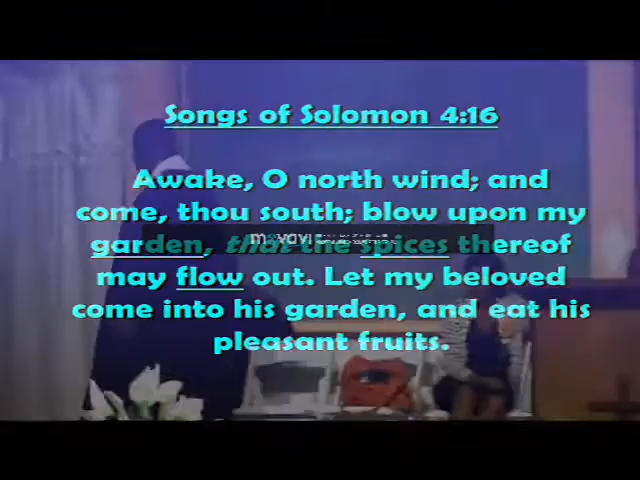 Songs of Solomon 4:16
Awake, O north wind; and
come, thou south; blow upon my
garden, that the spices thereof
may flow out. Let my beloved
come into his garden, and eat his
pleasant fruits.